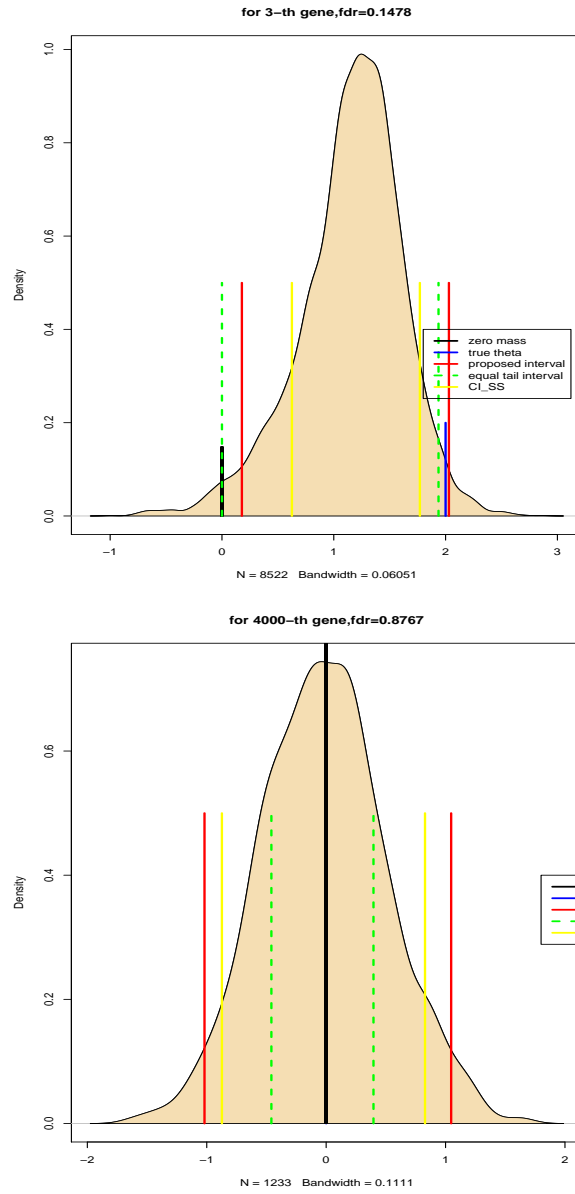 for 3−th gene,fdr=0.1478
1.0
0.8
0.6
0.4
0.2
0.0
Density
zero mass
true theta
proposed interval
equal tail interval
CI_SS
−1 0 1 2 3
N = 8522 Bandwidth = 0.06051
for 4000−th gene,fdr=0.8767
0.6
0.4
0.2
0.0
Density
−2 −1 0 1 2
N = 1233 Bandwidth = 0.1111